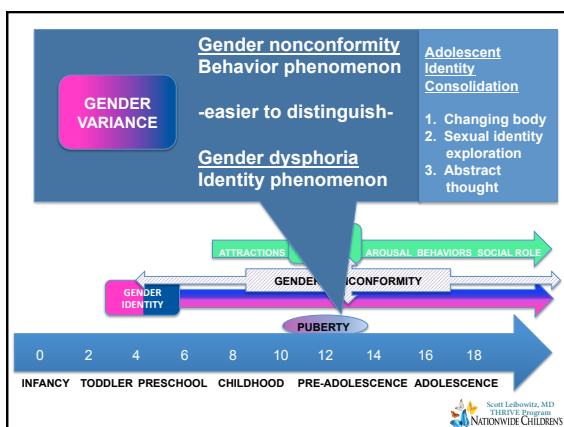 Gender nonconformity
Behavior phenomenon
-easier to distinguish-
Gender dysphoria
Identity phenomenon
GENDER
VARIANCE
Adolescent
Identity
Consolidation
1. Changing body
2. Sexual identity
exploration
3. Abstract
thought
ATTRACTIONS
AROUSAL BEHAVIORS SOCIAL ROLE
GENDER
GENDER
IDENTITY
PUBERTY
0 2 4 6 8 10 12 14 16 18
INFANCY TODDLER PRESCHOOL CHILDHOOD PRE-ADOLESCENCE ADOLESCENCE
Scott Leibowitz, MD
THRIVE Program
NATIONWIDE CHILDREN'S